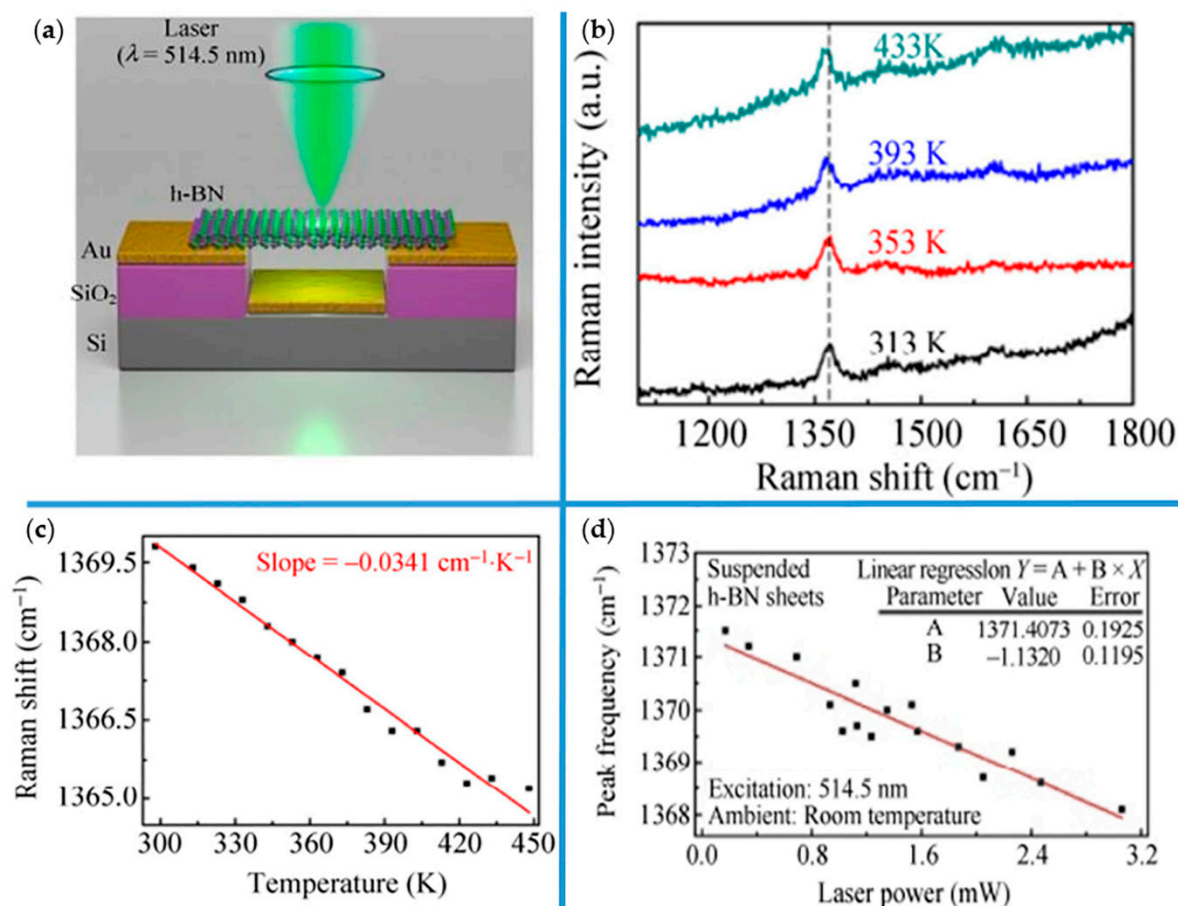 (a)
Laser
(λ = 514.5 nm)
h-BN
Au
SiO₂
Si
(b)
Raman intensity (a.u.)
433K
393 K
353 K
313 K
1200 1350 1500 1650 1800
Raman shift (cm⁻¹)
(c)
Raman shift (cm⁻¹)
1369.5
1368.0
1366.5
1365.0
Slope = –0.0341 cm⁻¹·K⁻¹
300 330 360 390 420 450
Temperature (K)
(d)
Peak frequency (cm⁻¹)
1373
1372
1371
1370
1369
1368
Suspended
h-BN sheets
Linear regresslon Y = A + B × X
Parameter Value Error
A 1371.4073 0.1925
B –1.1320 0.1195
Excitation: 514.5 nm
Ambient: Room temperature
0.0 0.8 1.6 2.4 3.2
Laser power (mW)